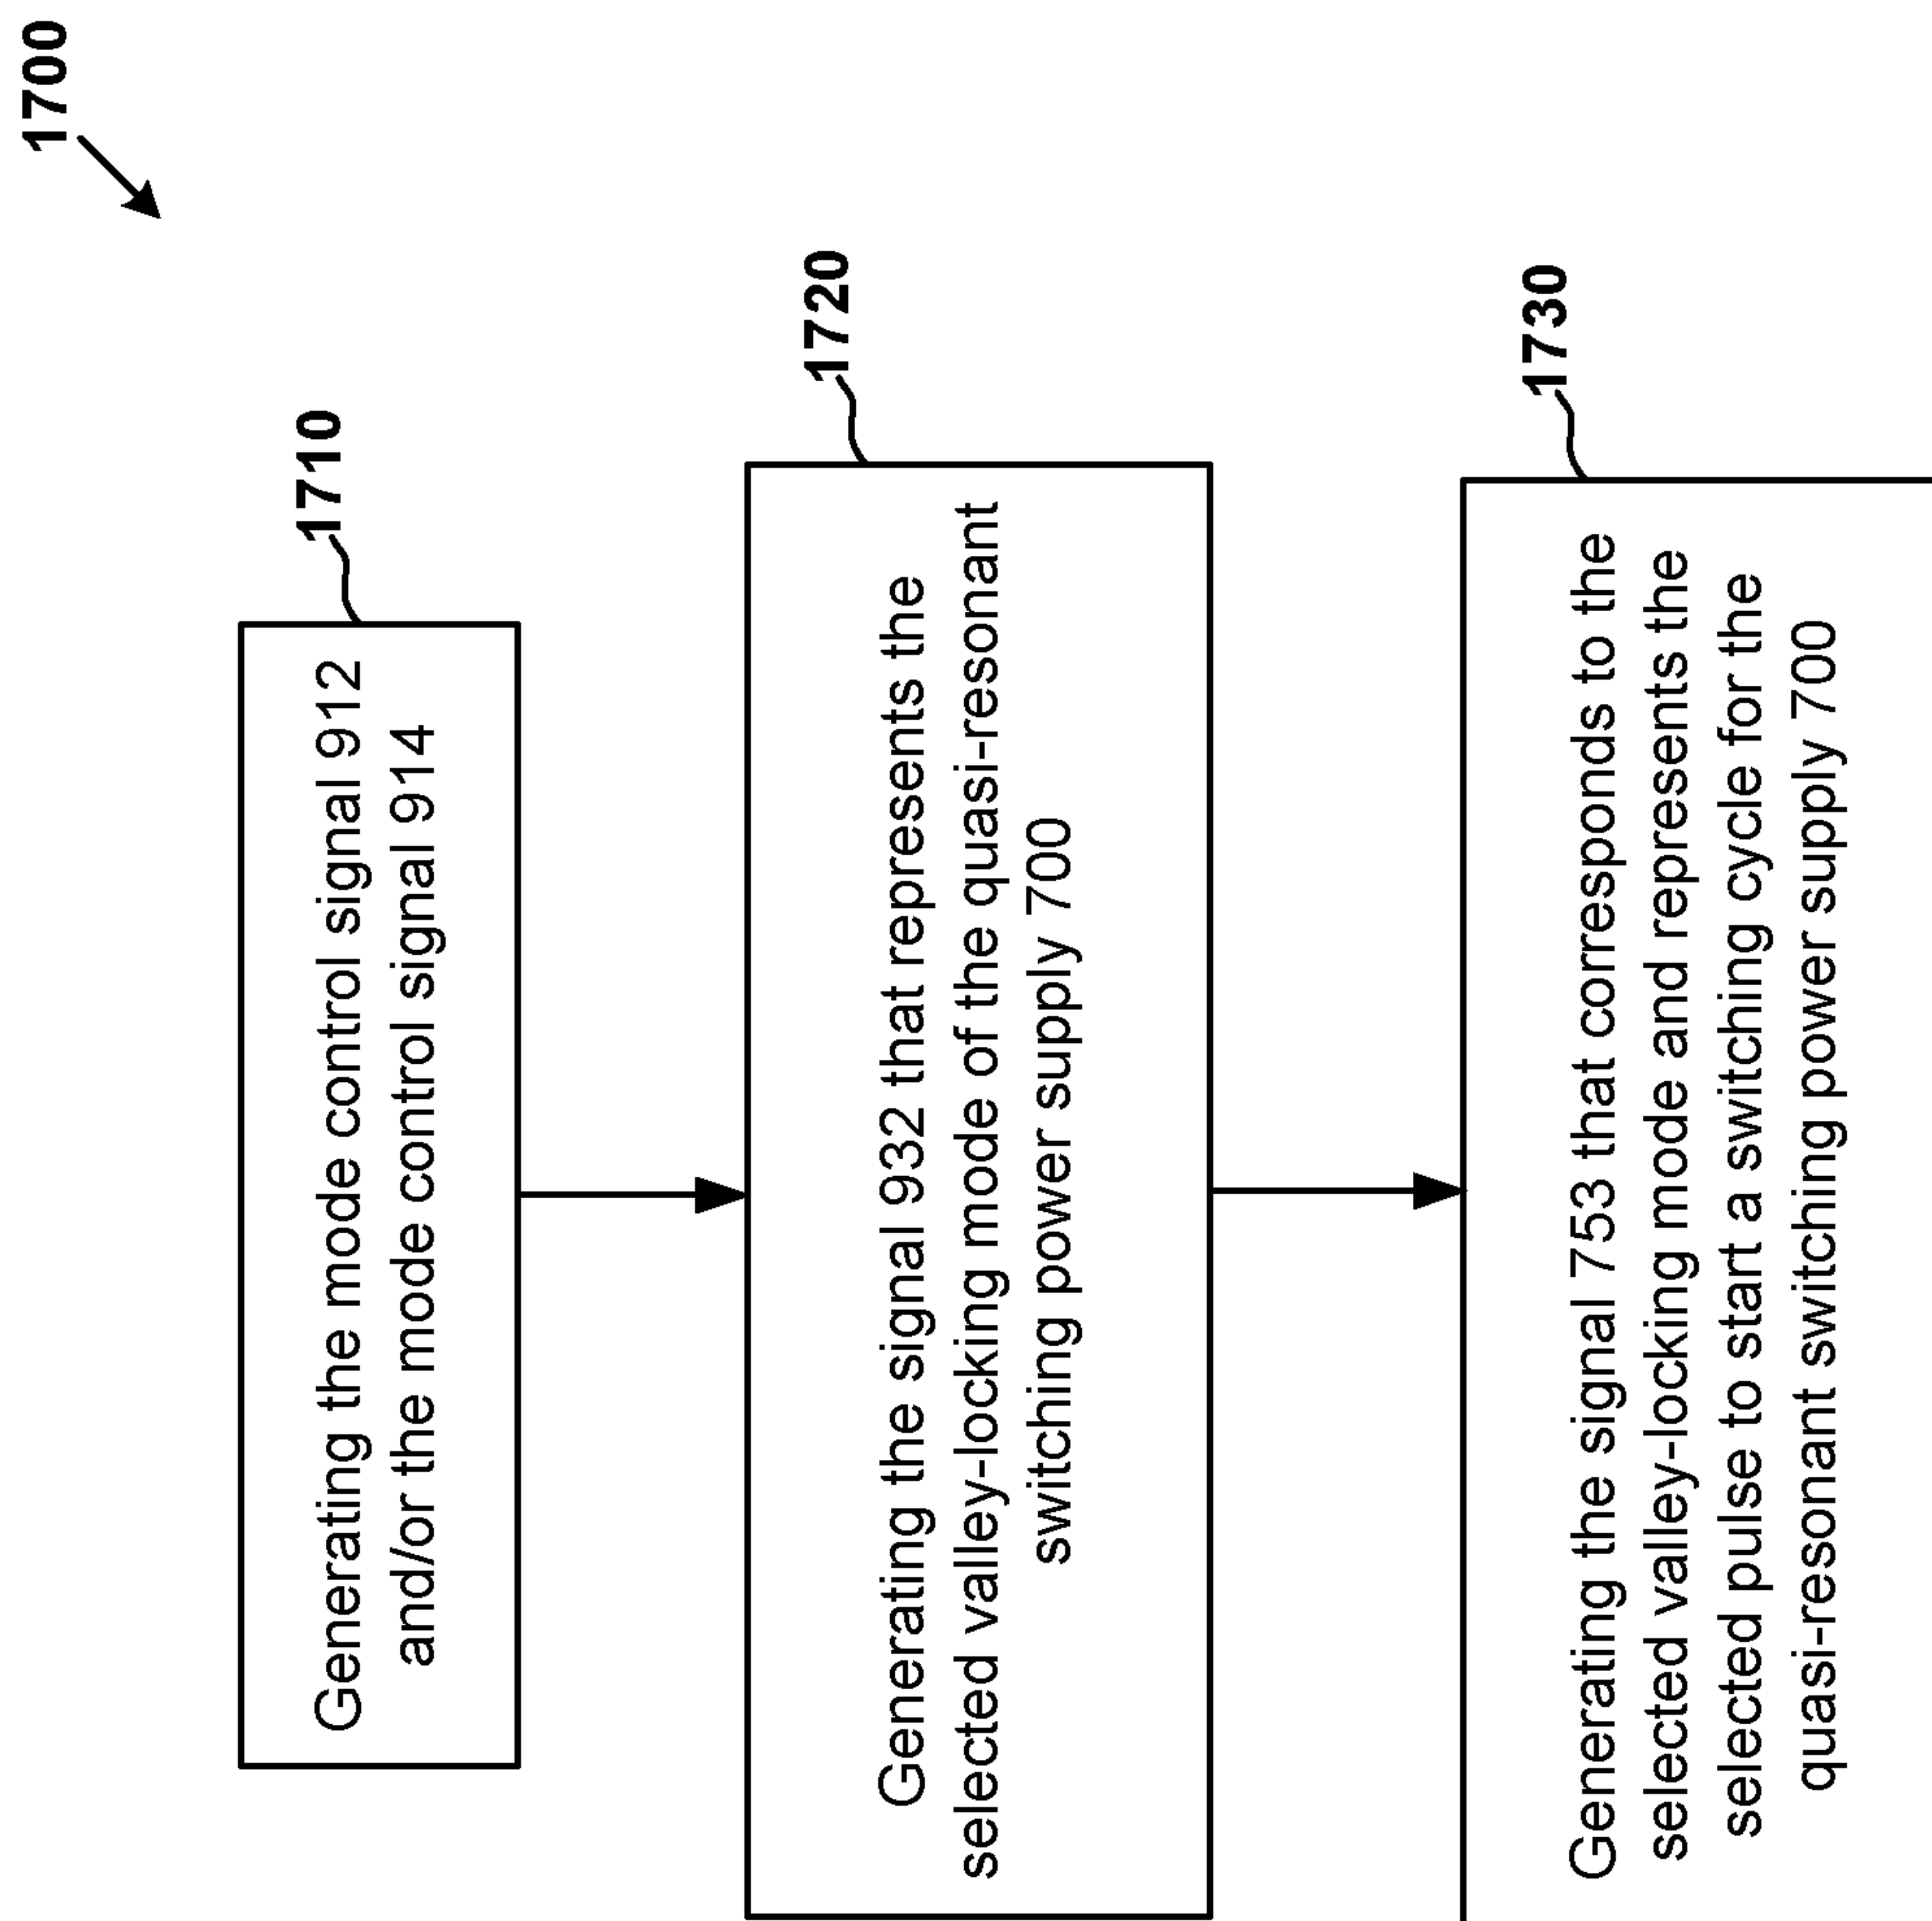 1700
1710
Generating the mode control signal 912
and/or the mode control signal 914
1720
Generating the signal 932 that represents the
selected valley-locking mode of the quasi-resonant
switching power supply 700
1730
Generating the signal 753 that corresponds to the
selected valley-locking mode and represents the
selected pulse to start a switching cycle for the
quasi-resonant switching power supply 700